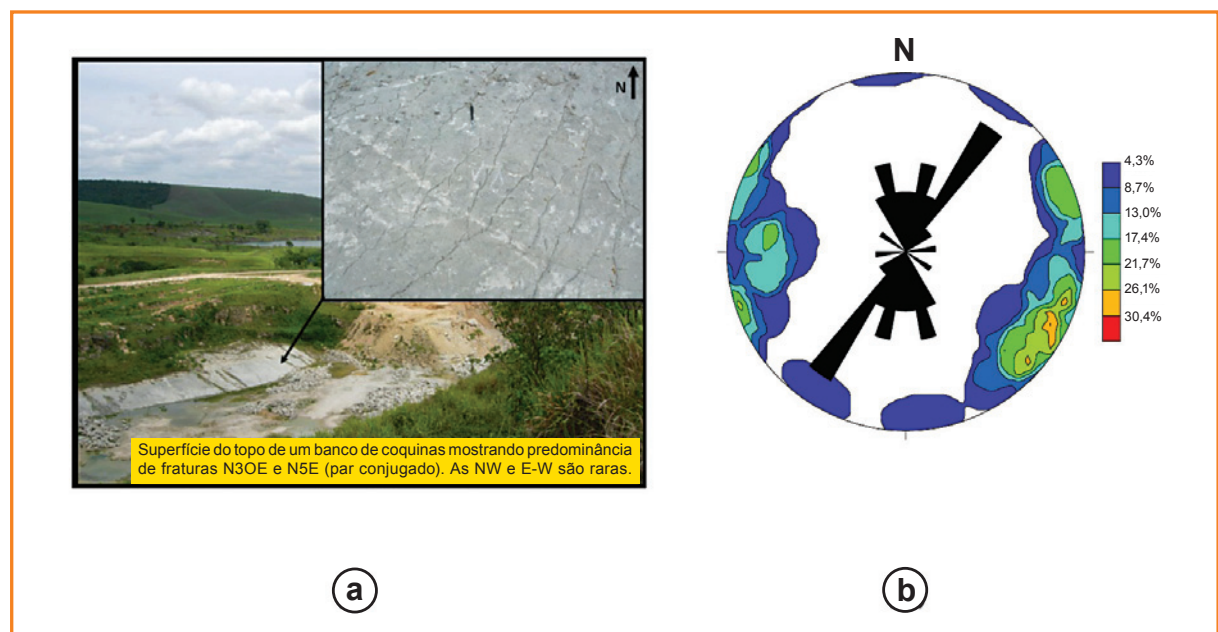 N
N
4,3%
8,7%
13,0%
17,4%
21,7%
26,1%
30,4%
Superfície do topo de um banco de coquinas mostrando predominância
de fraturas N3OE e N5E (par conjugado). As NW e E-W são raras.
a
b